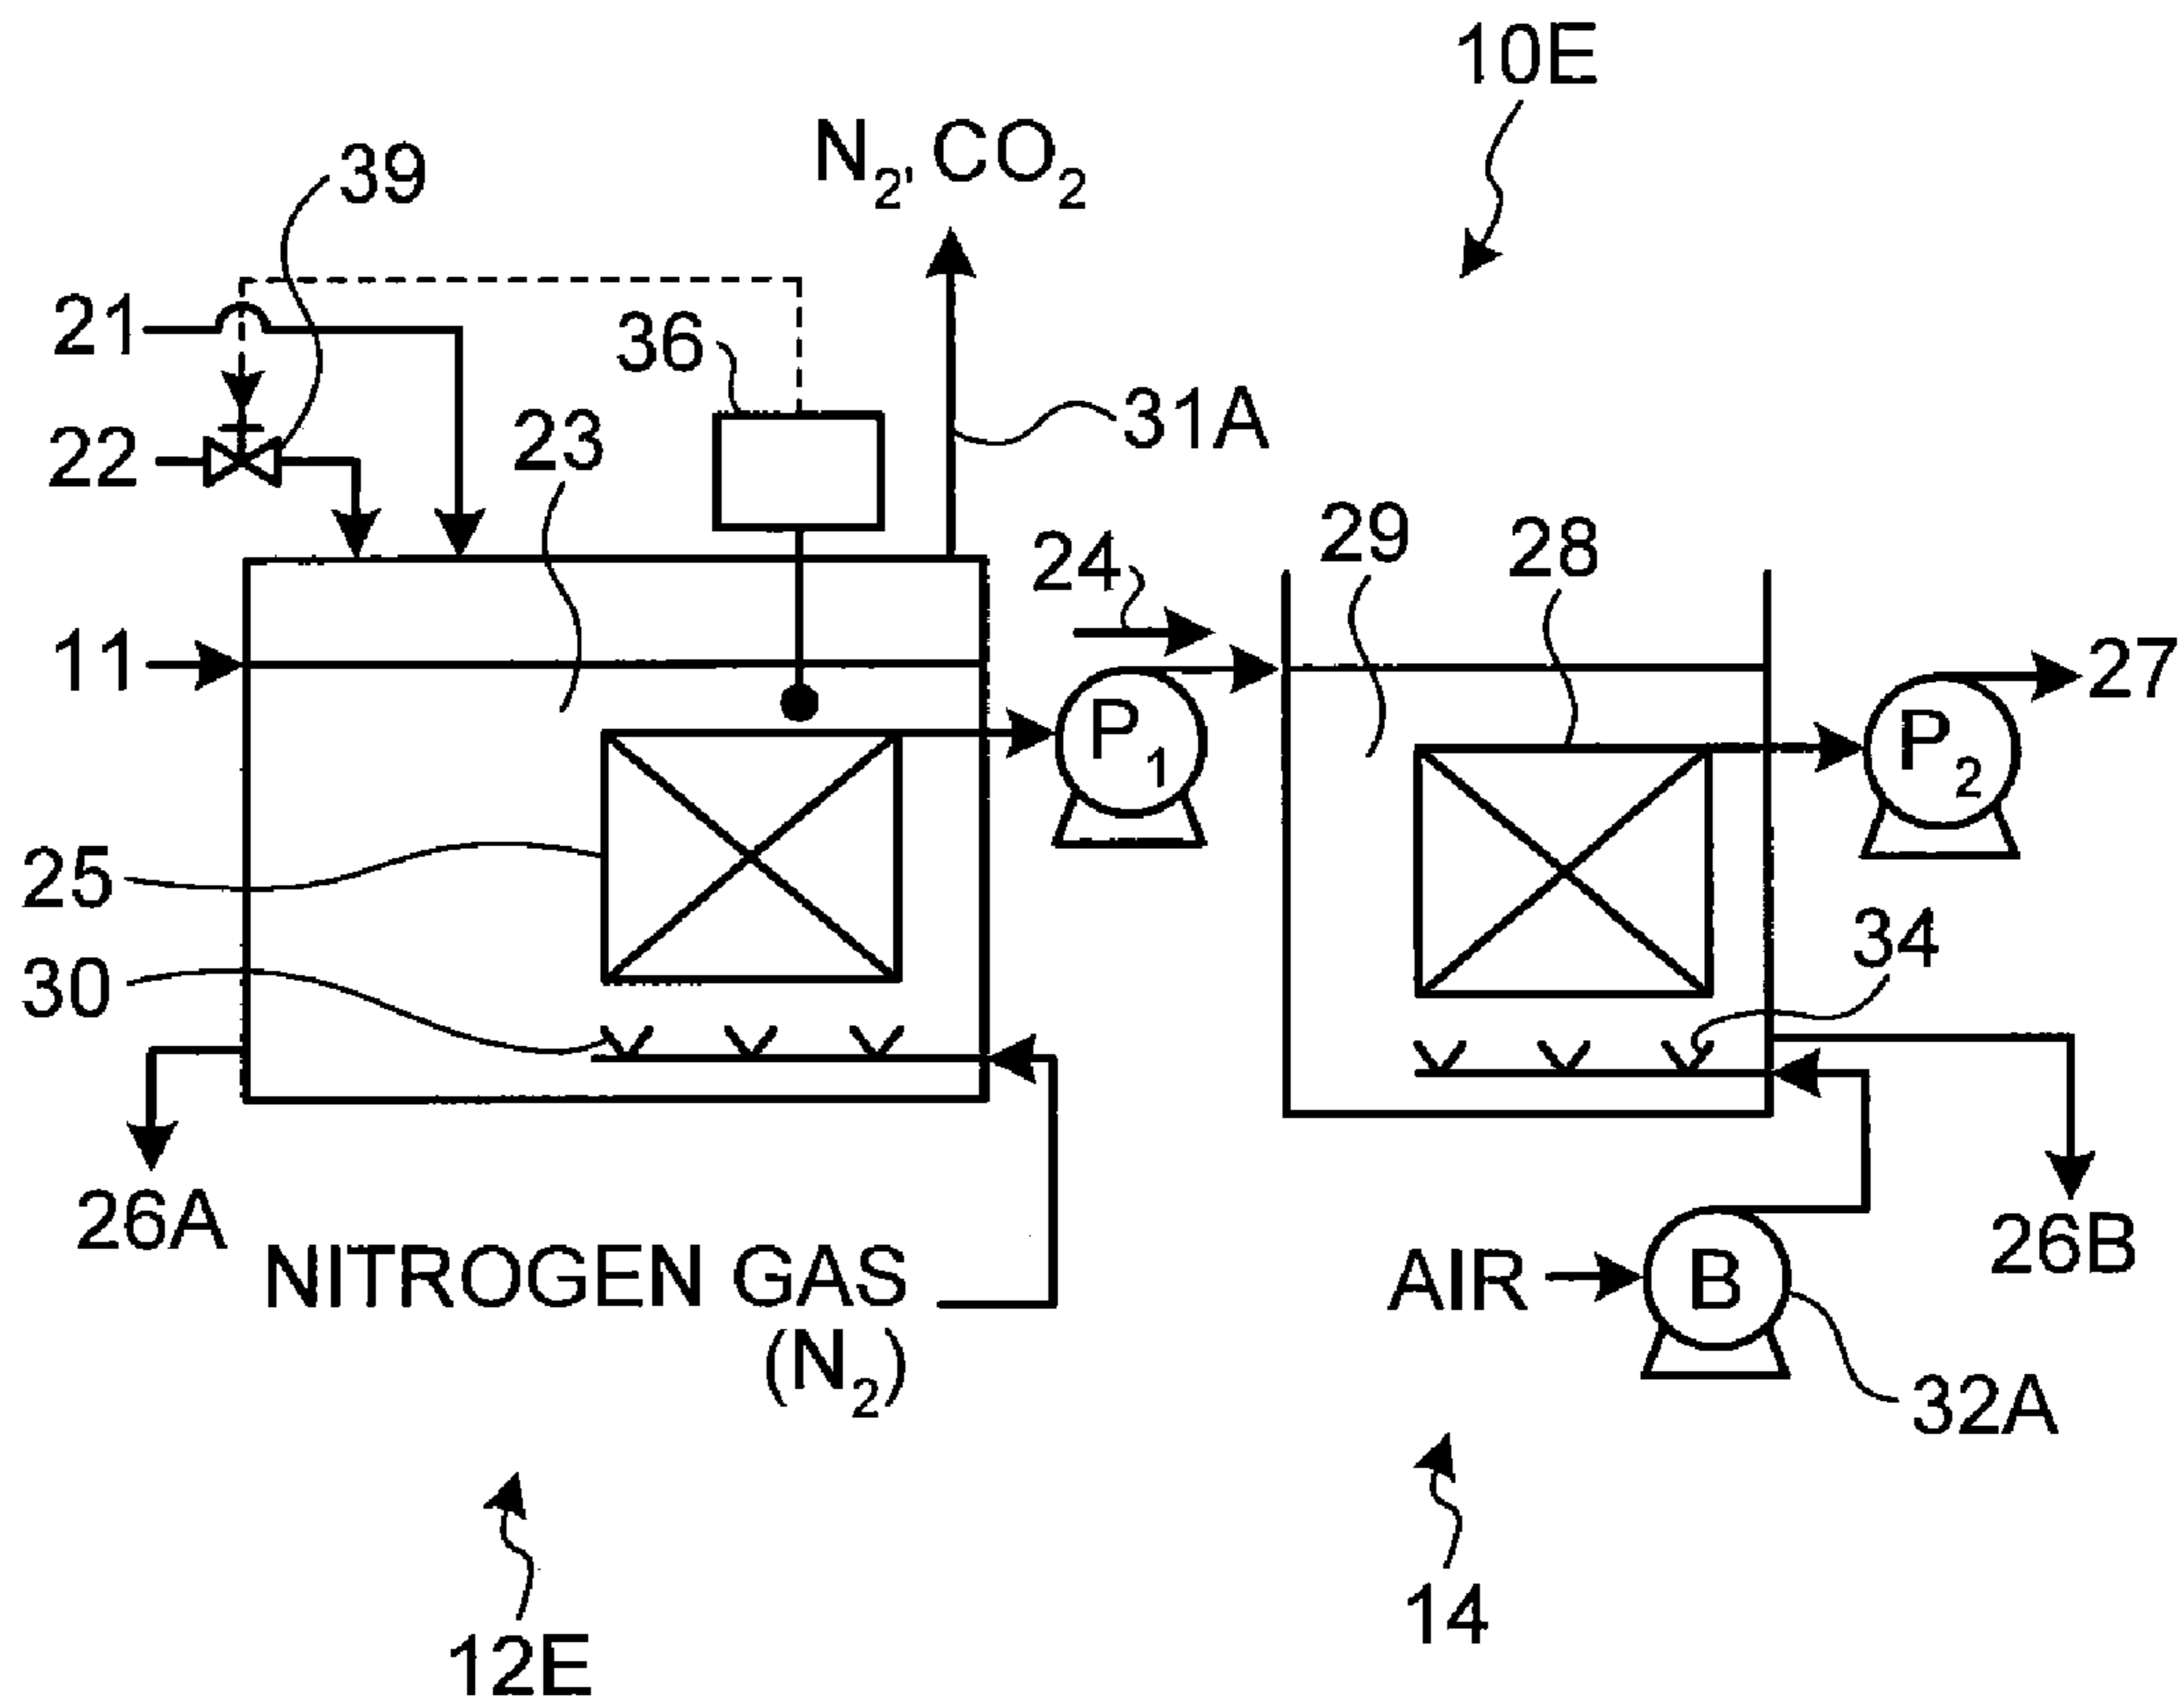 10E
N2, CO2
39
21
36
31A
22
23
24
29
28
11
27
P1
P2
25
34
30
26A
26B
NITROGEN GAS
(N2)
AIR
B
32A
14
12E